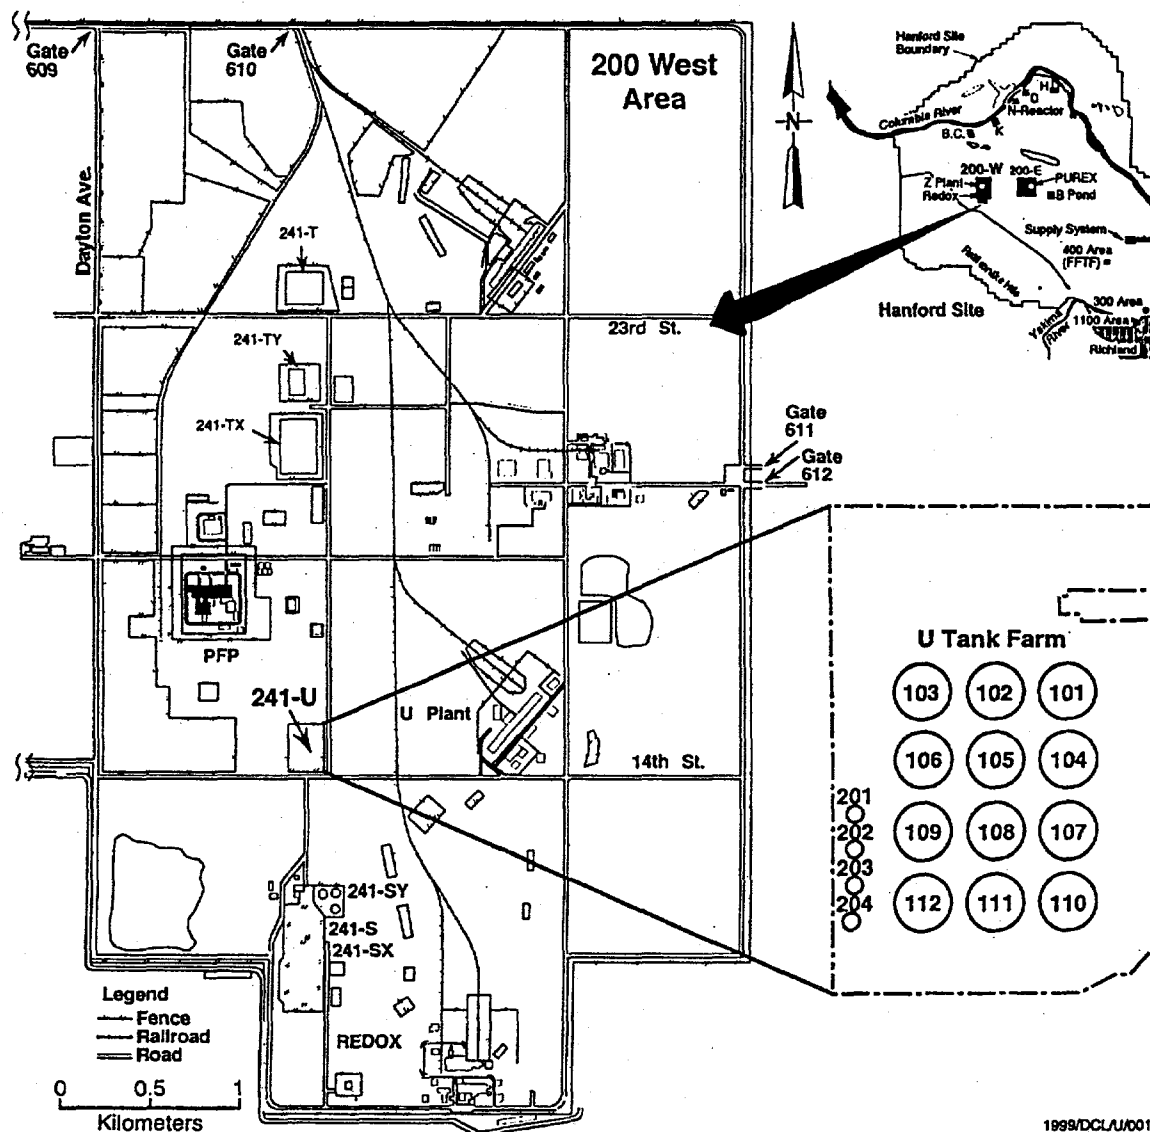 Gate
609
Gate
610
200 West
Area
Dayton Ave.
241-T
23rd St.
241-TY
241-TX
Gate
611
Gate
612
PFP
241-U
U Plant
14th St.
241-SY
241-S
241-SX
REDOX
Legend
Fence
Railroad
Road
0 0.5 1
Kilometers
N
Hanford Site
Boundary
Columbia River
H
D
N-Reactor
K
B.C.
200-W
200-E
Z Plant
Redox
PUREX
B Pond
Supply System
400 Area
(FFTF)
Rattlesnake Hills
Hanford Site
300 Area
1100 Area
Yakima
River
Richland
U Tank Farm
103 102 101
106 105 104
201
202
109 108 107
203
204
112 111 110
1999/DCL/U/001